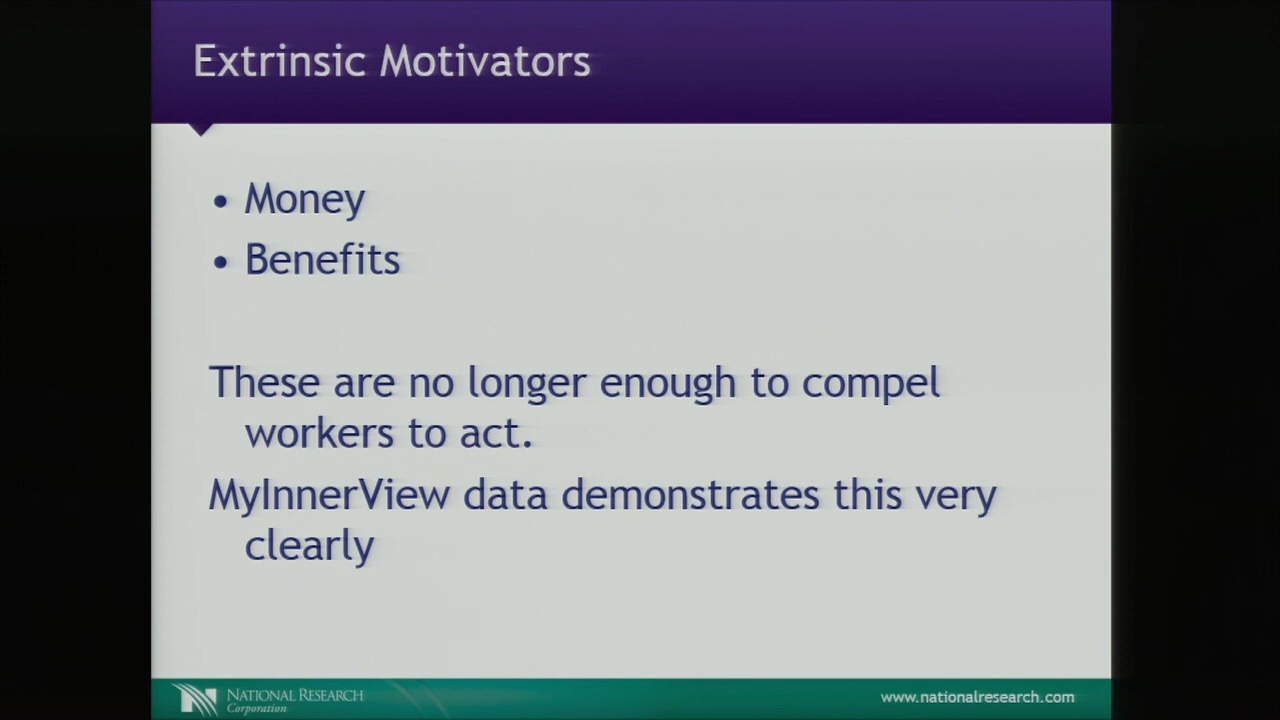 Extrinsic Motivators
• Money
• Benefits
These are no longer enough to compel
workers to act.
MyInnerView data demonstrates this very
clearly
NATIONAL RESEARCH
Corporation
www.nationalresearch.com